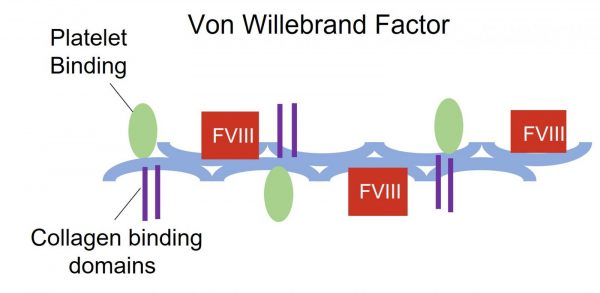 Von Willebrand Factor
Platelet
Binding
FVIII
FVIII
FVIII
Collagen binding
domains